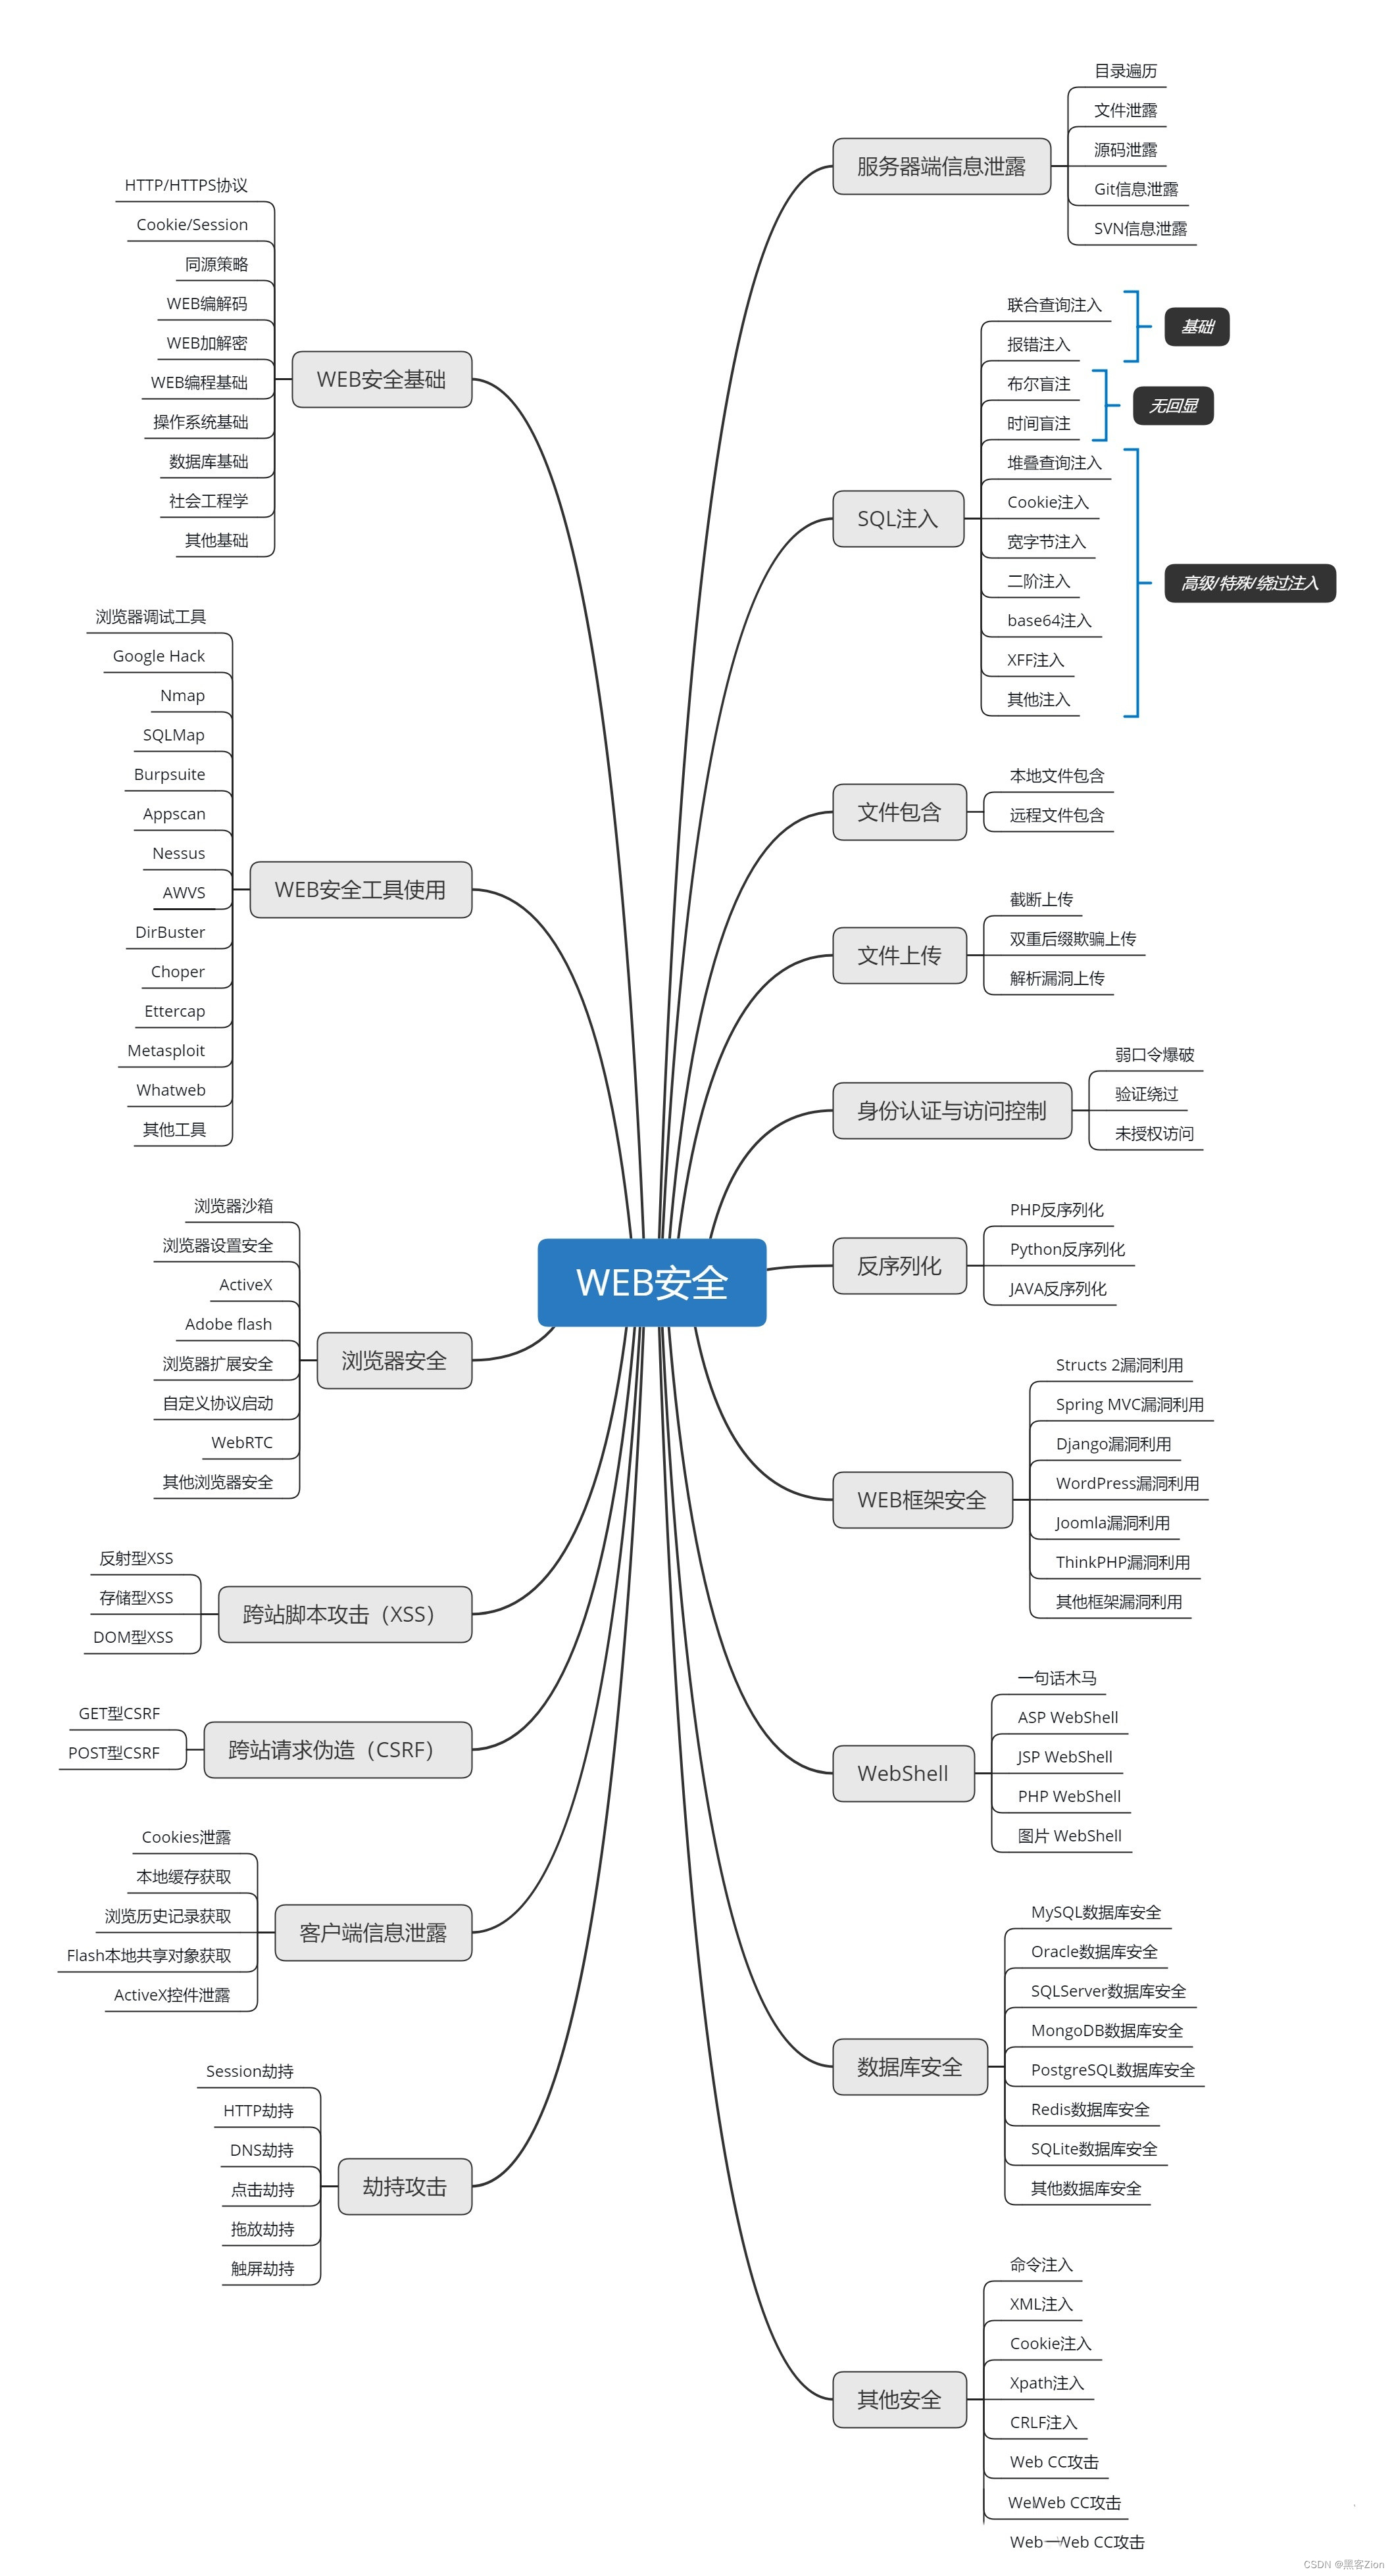 WEB安全
WEB安全基础
HTTP/HTTPS协议
Cookie/Session
同源策略
WEB编解码
WEB加解密
WEB编程基础
操作系统基础
数据库基础
社会工程学
其他基础
WEB安全工具使用
浏览器调试工具
Google Hack
Nmap
SQLMap
Burpsuite
Appscan
Nessus
AWVS
DirBuster
Choper
Ettercap
Metasploit
Whatweb
其他工具
浏览器安全
浏览器沙箱
浏览器设置安全
ActiveX
Adobe flash
浏览器扩展安全
自定义协议启动
WebRTC
其他浏览器安全
跨站脚本攻击（XSS）
反射型XSS
存储型XSS
DOM型XSS
跨站请求伪造（CSRF）
GET型CSRF
POST型CSRF
客户端信息泄露
Cookies泄露
本地缓存获取
浏览历史记录获取
Flash本地共享对象获取
ActiveX控件泄露
劫持攻击
Session劫持
HTTP劫持
DNS劫持
点击劫持
拖放劫持
触屏劫持
服务器端信息泄露
目录遍历
文件泄露
源码泄露
Git信息泄露
SVN信息泄露
SQL注入
联合查询注入
报错注入
基础
布尔盲注
时间盲注
无回显
堆叠查询注入
Cookie注入
宽字节注入
二阶注入
base64注入
XFF注入
其他注入
高级/特殊/绕过注入
文件包含
本地文件包含
远程文件包含
文件上传
截断上传
双重后缀欺骗上传
解析漏洞上传
身份认证与访问控制
弱口令爆破
验证绕过
未授权访问
反序列化
PHP反序列化
Python反序列化
JAVA反序列化
WEB框架安全
Structs 2漏洞利用
Spring MVC漏洞利用
Django漏洞利用
WordPress漏洞利用
Joomla漏洞利用
ThinkPHP漏洞利用
其他框架漏洞利用
WebShell
一句话木马
ASP WebShell
JSP WebShell
PHP WebShell
图片 WebShell
数据库安全
MySQL数据库安全
Oracle数据库安全
SQLServer数据库安全
MongoDB数据库安全
PostgreSQL数据库安全
Redis数据库安全
SQLite数据库安全
其他数据库安全
其他安全
命令注入
XML注入
Cookie注入
Xpath注入
CRLF注入
Web CC攻击
Web CC攻击
Web Web CC攻击
CSDN @黑客Zion